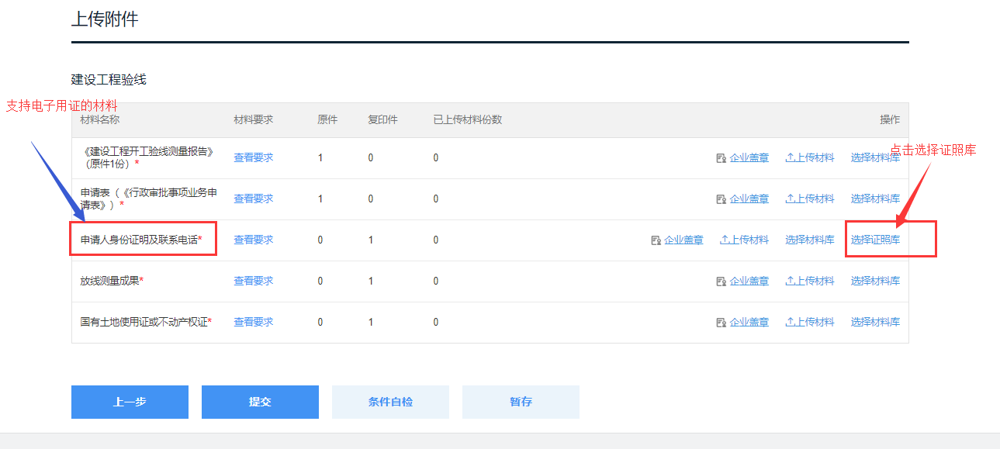 上传附件
建设工程验线
支持电子用证的材料
材料名称 材料要求 原件 复印件 已上传材料份数 操作
点击选择证照库
《建设工程开工验线测量报告》
（原件1份）* 查看要求 1 0 0 企业盖章 上传材料 选择材料库
申请表（《行政审批事项业务申
请表》）* 查看要求 1 0 0 企业盖章 上传材料 选择材料库
申请人身份证明及联系电话* 查看要求 0 1 0 企业盖章 上传材料 选择材料库 选择证照库
放线测量成果* 查看要求 0 1 0 企业盖章 上传材料 选择材料库
国有土地使用证或不动产权证* 查看要求 0 1 0 企业盖章 上传材料 选择材料库
上一步 提交 条件自检 暂存